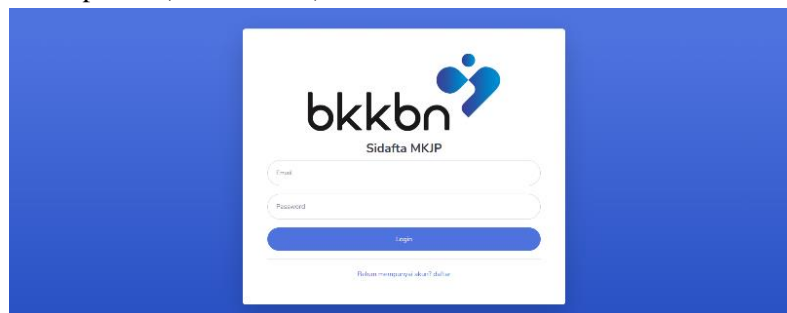 bkkbn
Sidafta MKJP
Email
Password
Login
Belum mempunyai akun? daftar